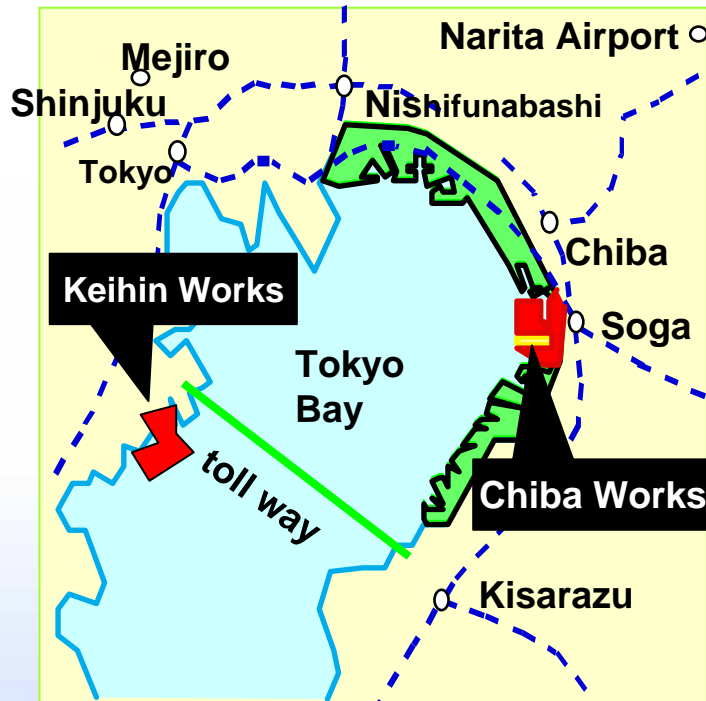 Narita Airport
Mejiro
Shinjuku
Nishifunabashi
Tokyo
Chiba
Keihin Works
Soga
Tokyo
Bay
toll way
Chiba Works
Kisarazu